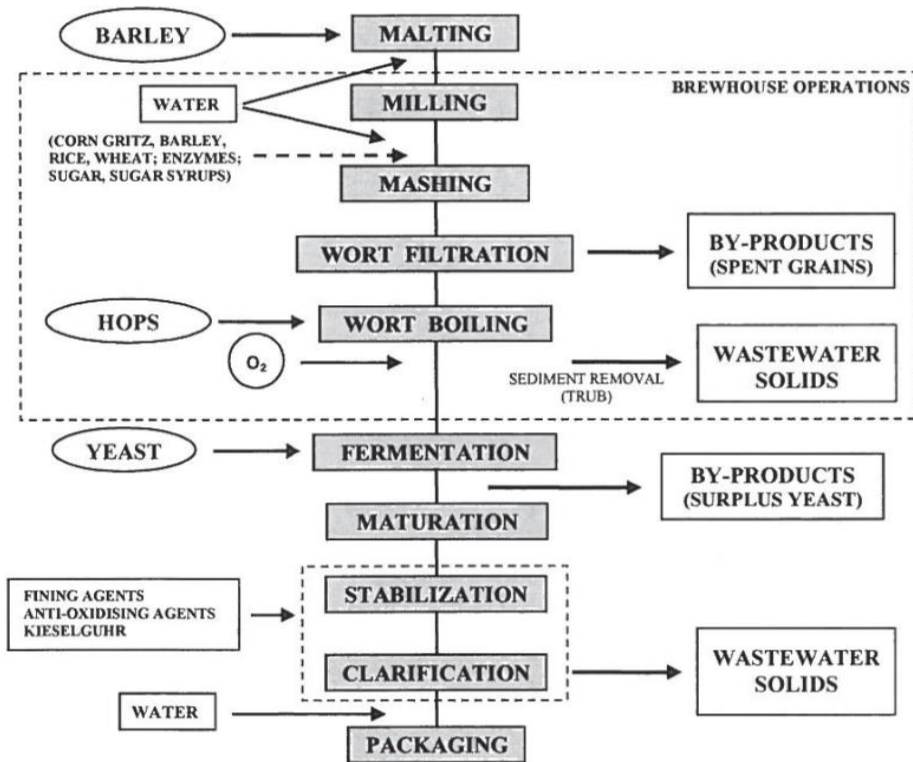 BARLEY
MALTING
BREWHOUSE OPERATIONS
WATER
MILLING
(CORN GRITZ, BARLEY,
RICE, WHEAT; ENZYMES;
SUGAR, SUGAR SYRUPS)
MASHING
WORT FILTRATION
BY-PRODUCTS
(SPENT GRAINS)
HOPS
WORT BOILING
O₂
SEDIMENT REMOVAL
(TRUB)
WASTEWATER
SOLIDS
YEAST
FERMENTATION
BY-PRODUCTS
(SURPLUS YEAST)
MATURATION
FINING AGENTS
ANTI-OXIDISING AGENTS
KIESELGUHR
STABILIZATION
CLARIFICATION
WASTEWATER
SOLIDS
WATER
PACKAGING